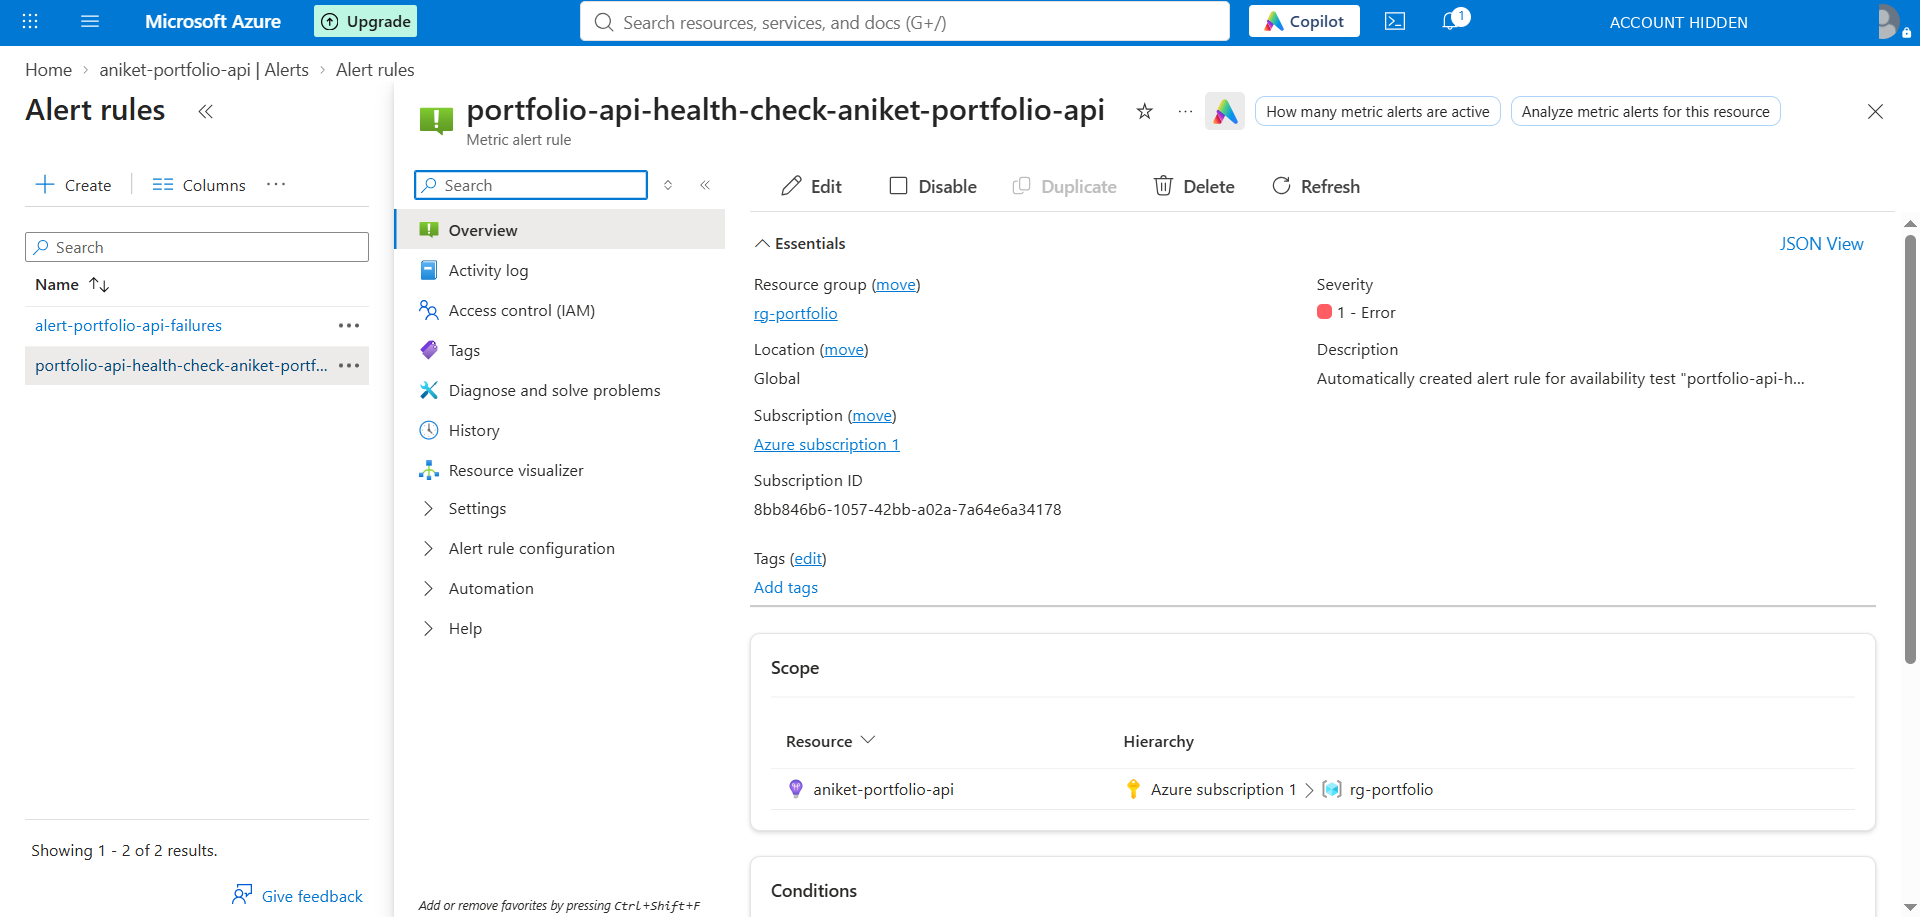 Microsoft Azure
Upgrade
Search resources, services, and docs (G+/)
Copilot
1
ACCOUNT HIDDEN
Home > aniket-portfolio-api | Alerts > Alert rules
Alert rules
Create
Columns
Search
Name
alert-portfolio-api-failures
portfolio-api-health-check-aniket-portf...
Showing 1 - 2 of 2 results.
Give feedback
portfolio-api-health-check-aniket-portfolio-api
Metric alert rule
How many metric alerts are active
Analyze metric alerts for this resource
Search
Overview
Activity log
Access control (IAM)
Tags
Diagnose and solve problems
History
Resource visualizer
Settings
Alert rule configuration
Automation
Help
Add or remove favorites by pressing Ctrl+Shift+F
Edit
Disable
Duplicate
Delete
Refresh
Essentials
JSON View
Resource group (move)
rg-portfolio
Location (move)
Global
Subscription (move)
Azure subscription 1
Subscription ID
8bb846b6-1057-42bb-a02a-7a64e6a34178
Tags (edit)
Add tags
Severity
1 - Error
Description
Automatically created alert rule for availability test "portfolio-api-h...
Scope
Resource
Hierarchy
aniket-portfolio-api
Azure subscription 1 > rg-portfolio
Conditions